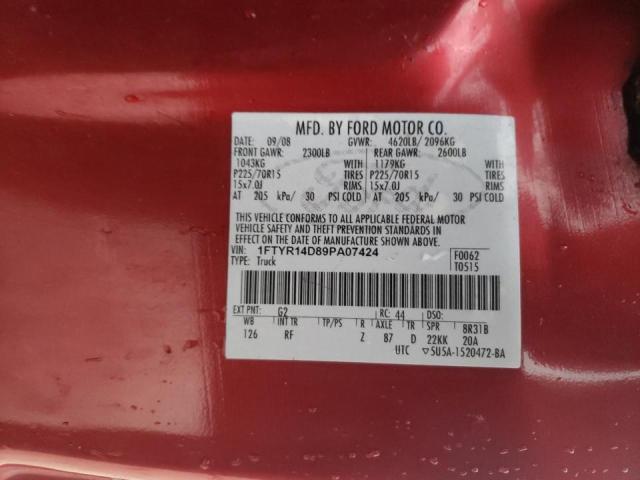 MFD. BY FORD MOTOR CO.
DATE: 09/08 GVWR: 4620LB/ 2096KG
FRONT GAWR: 2300LB REAR GAWR: 2600LB
1043KG WITH 1179KG WITH
P225/70R15 TIRES P225/70R15 TIRES
15x7.0J RIMS 15x7.0J RIMS
AT 205 kPa/ 30 PSI COLD AT 205 kPa/ 30 PSI COLD
THIS VEHICLE CONFORMS TO ALL APPLICABLE FEDERAL MOTOR
VEHICLE SAFETY AND THEFT PREVENTION STANDARDS IN EFFECT
ON THE DATE OF MANUFACTURE SHOWN ABOVE.
VIN: 1FTYR14D89PA07424 F0062
TYPE: Truck T0515
EXT PNT: G2 RC: 44 DSO:
WB INT TR TP/PS R AXLE TR SPR 8R31B
126 RF Z 87 D 22KK 20A
UTC ▽5U5A-1520472-BA